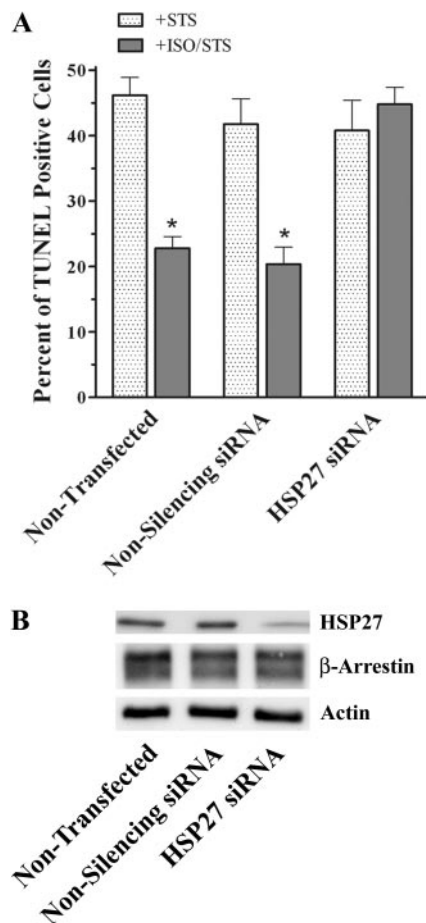 A
+STS
+ISO/STS
Percent of TUNEL Positive Cells
50
40
30
20
10
0
*
*
Non-Transfected
Non-Silencing siRNA
HSP27 siRNA
B
HSP27
β-Arrestin
Actin
Non-Transfected
Non-Silencing siRNA
HSP27 siRNA